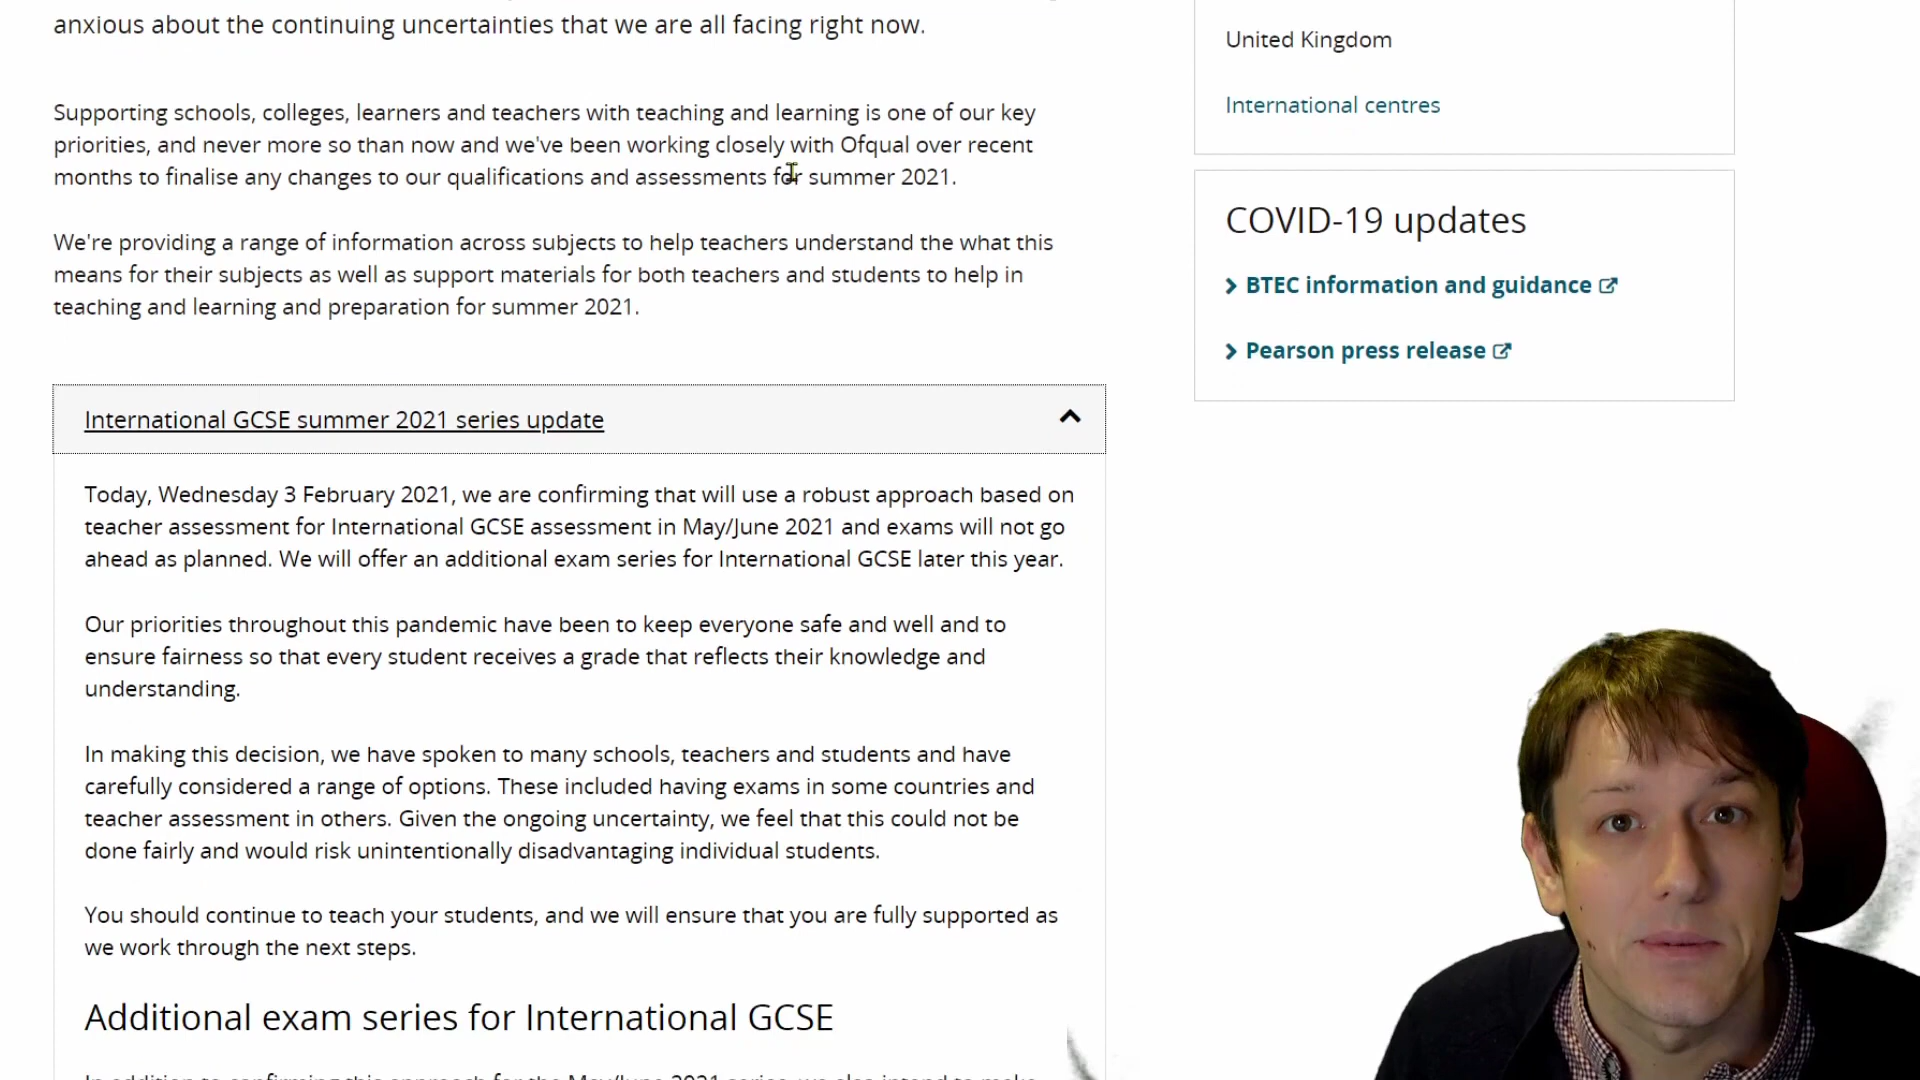 anxious about the continuing uncertainties that we are all facing right now.
Supporting schools, colleges, learners and teachers with teaching and learning is one of our key
priorities, and never more so than now and we've been working closely with Ofqual over recent
months to finalise any changes to our qualifications and assessments for summer 2021.
We're providing a range of information across subjects to help teachers understand the what this
means for their subjects as well as support materials for both teachers and students to help in
teaching and learning and preparation for summer 2021.
International GCSE summer 2021 series update
Today, Wednesday 3 February 2021, we are confirming that will use a robust approach based on
teacher assessment for International GCSE assessment in May/June 2021 and exams will not go
ahead as planned. We will offer an additional exam series for International GCSE later this year.
Our priorities throughout this pandemic have been to keep everyone safe and well and to
ensure fairness so that every student receives a grade that reflects their knowledge and
understanding.
In making this decision, we have spoken to many schools, teachers and students and have
carefully considered a range of options. These included having exams in some countries and
teacher assessment in others. Given the ongoing uncertainty, we feel that this could not be
done fairly and would risk unintentionally disadvantaging individual students.
You should continue to teach your students, and we will ensure that you are fully supported as
we work through the next steps.
Additional exam series for International GCSE
United Kingdom
International centres
COVID-19 updates
BTEC information and guidance
Pearson press release